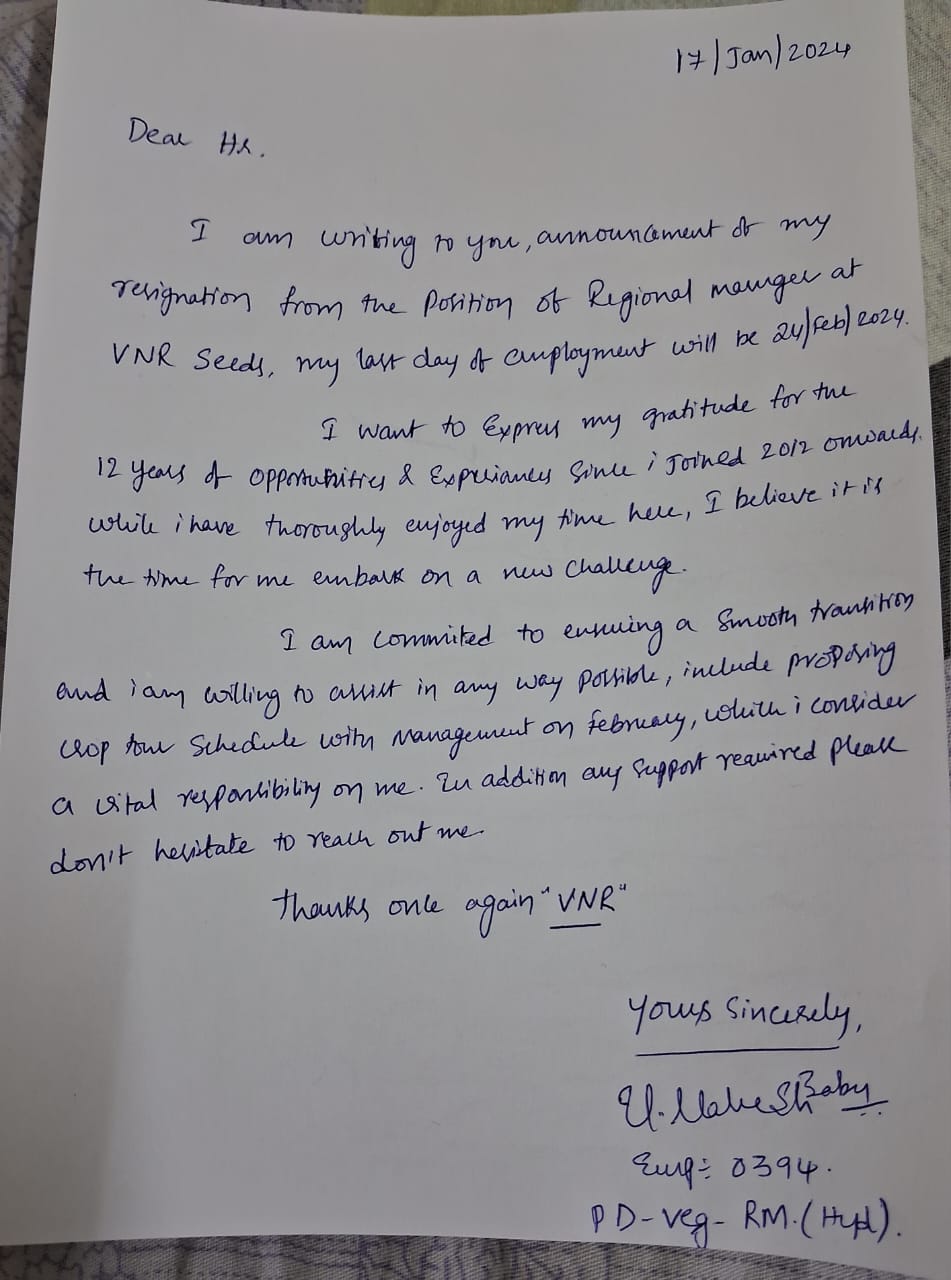 17/Jan/2024
Dear Hr.
I am writing to you, announcement of my
resignation from the Position of Regional manger at
VNR Seeds, my last day of employment will be 24/Feb/2024.
I want to Express my gratitude for the
12 years of opportunities & Expriances Since i Joined 2012 onwards.
while i have thoroughly enjoyed my time here, I believe it is
the time for me embark on a new challenge.
I am commited to ensuing a smooth transition
and i am willing to assist in any way possible, include proposing
crop tour Schedule with Management on february, which i consider
a vital responsibility on me. In addition any support required please
don't hesitate to reach out me.
Thanks once again "VNR"
Yours Sincerely,
U. Mahesh Baby
Emp: 0394.
PD-Veg- RM. (Hyd).